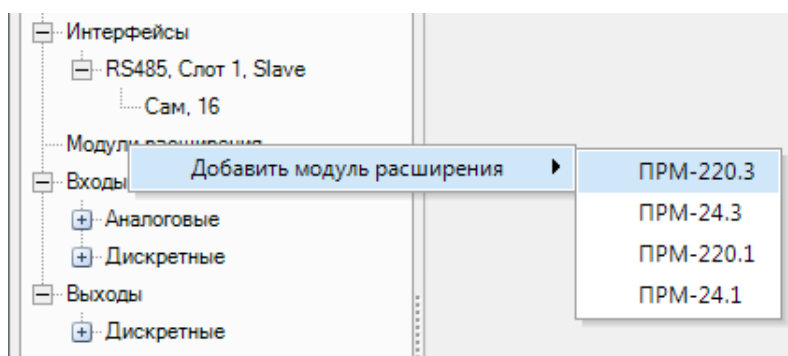 Интерфейсы
RS485, Слот 1, Slave
Сам, 16
Модули расширения
Добавить модуль расширения
ПРМ-220.3
ПРМ-24.3
ПРМ-220.1
ПРМ-24.1
Входы
Аналоговые
Дискретные
Выходы
Дискретные